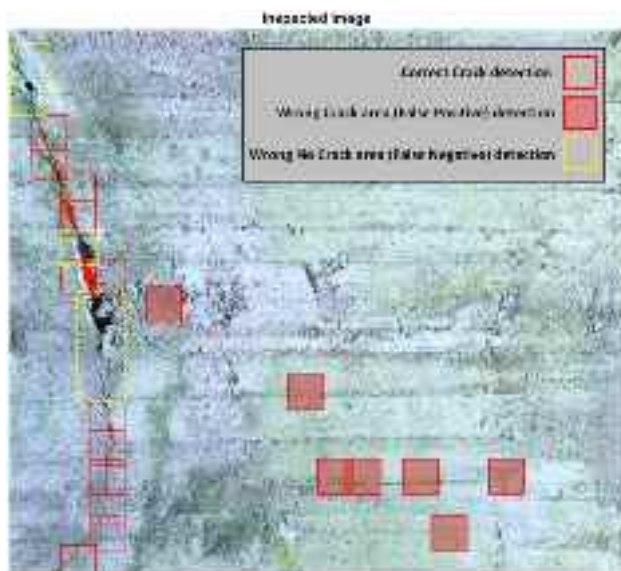 Inspected Image
Correct Crack detection
Wrong Crack area (False Positive) detection
Wrong No Crack area (False Negative) detection